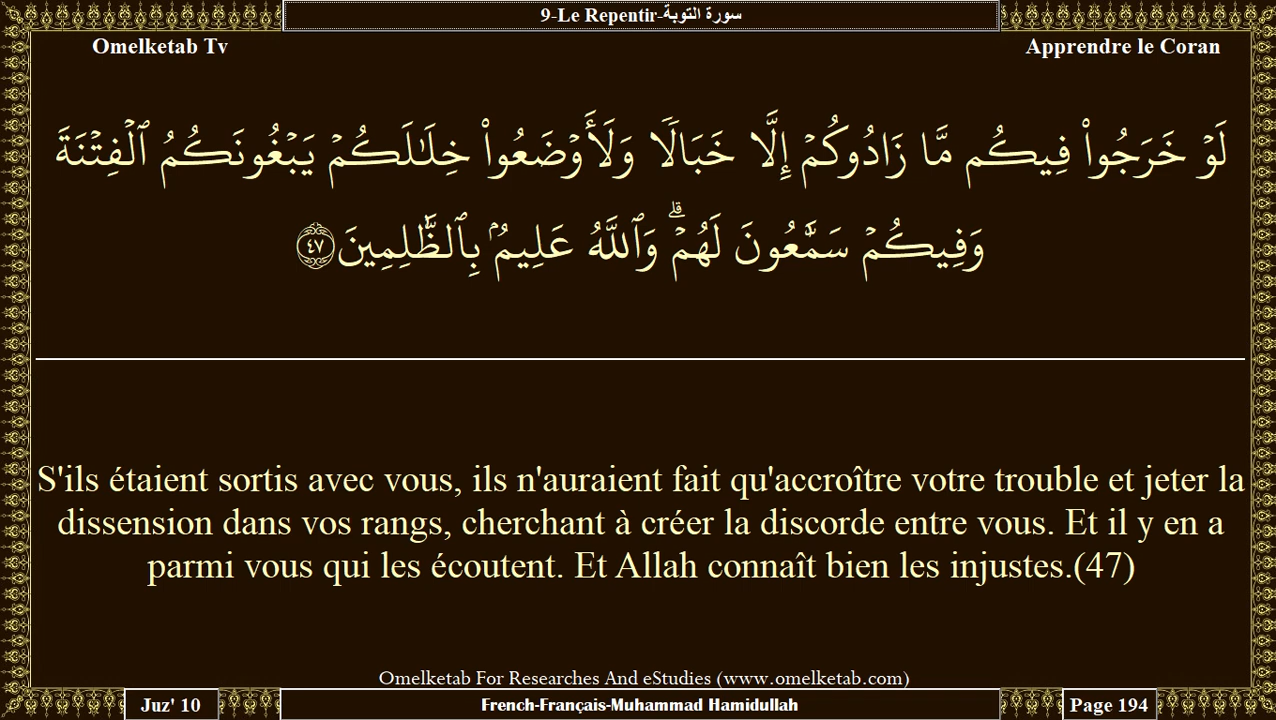 9-Le Repentir-سورة التوبة
Omelketab Tv
Apprendre le Coran
لَوۡ خَرَجُواْ فِيكُم مَّا زَادُوكُمۡ إِلَّا خَبَالٗا وَلَأَوۡضَعُواْ خِلَٰلَكُمۡ يَبۡغُونَكُمُ ٱلۡفِتۡنَةَ
وَفِيكُمۡ سَمَّٰعُونَ لَهُمۡۗ وَٱللَّهُ عَلِيمُۢ بِٱلظَّٰلِمِينَ ٤٧
S'ils étaient sortis avec vous, ils n'auraient fait qu'accroître votre trouble et jeter la
dissension dans vos rangs, cherchant à créer la discorde entre vous. Et il y en a
parmi vous qui les écoutent. Et Allah connaît bien les injustes.(47)
Omelketab For Researches And eStudies (www.omelketab.com)
Juz' 10
French-Français-Muhammad Hamidullah
Page 194